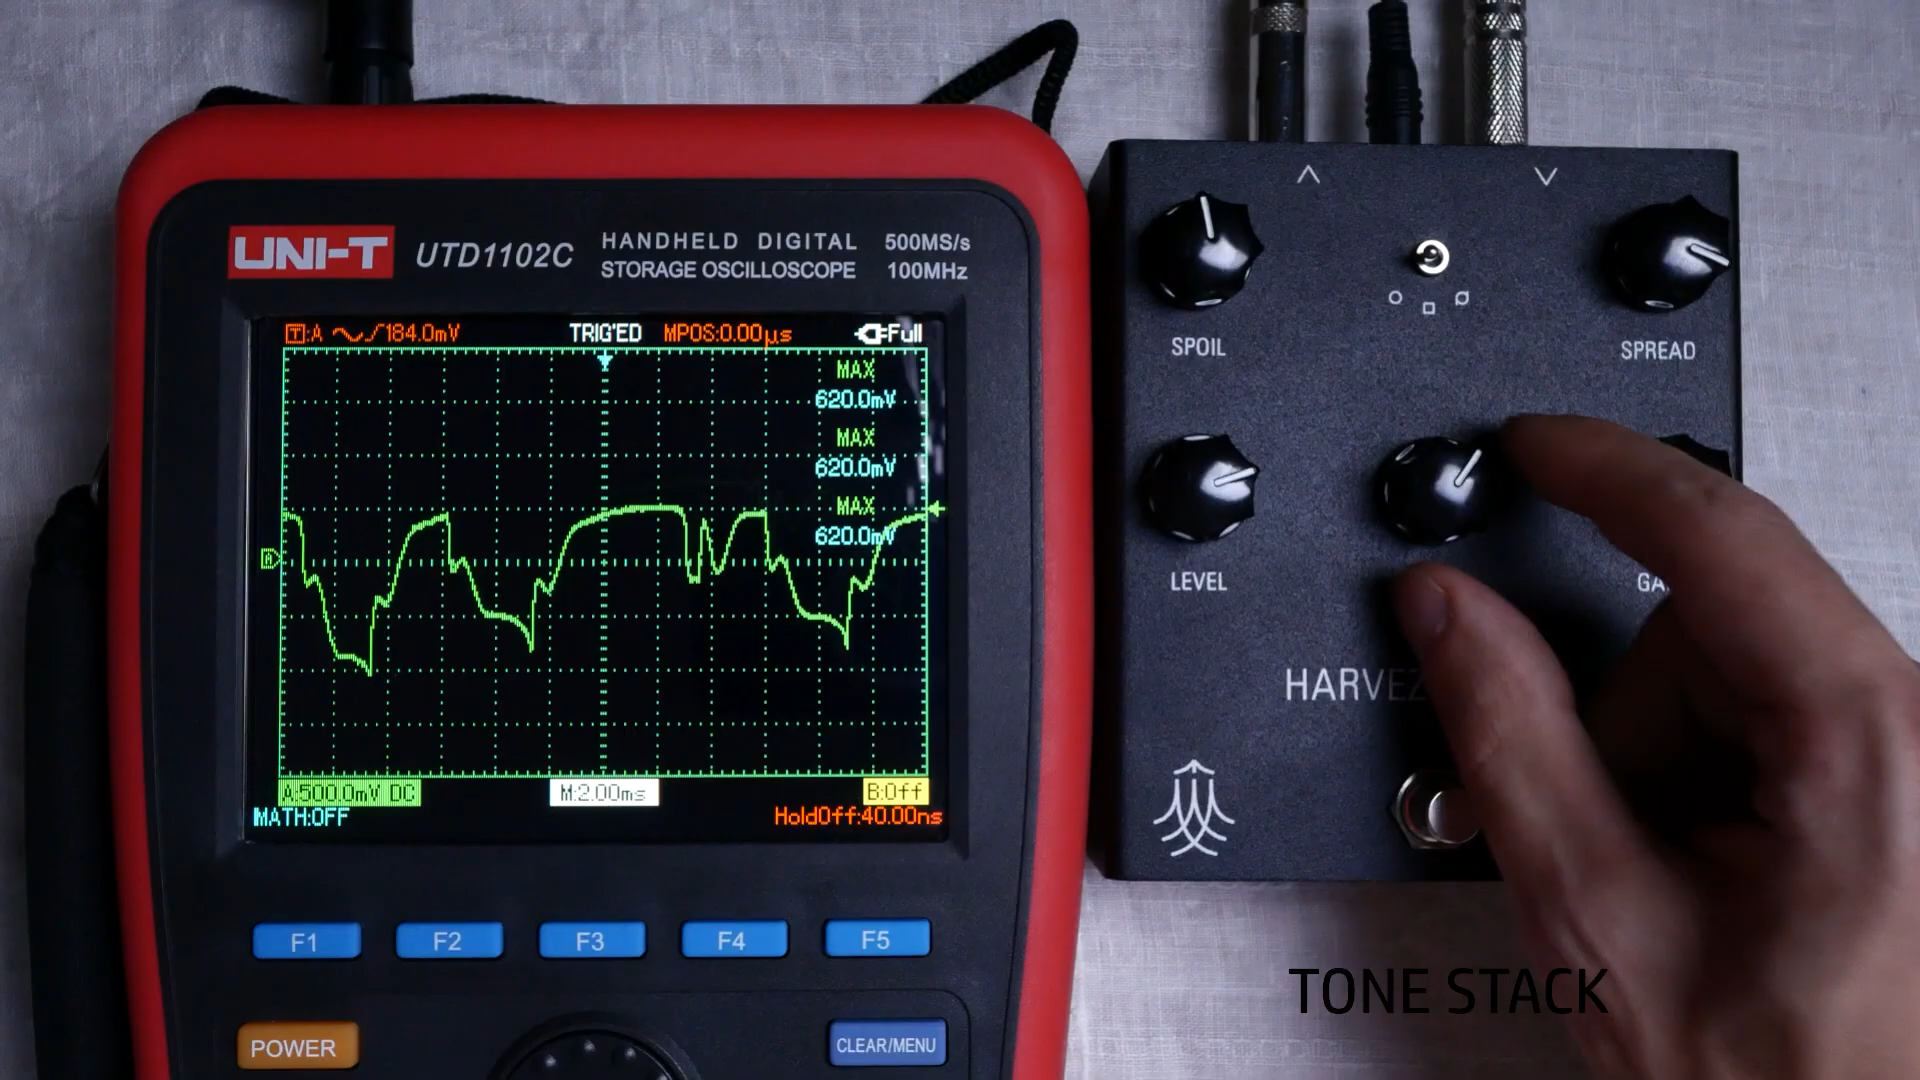 UNI-T UTD1102C HANDHELD DIGITAL 500MS/s
STORAGE OSCILLOSCOPE 100MHz
T:A 184.0mV TRIG'ED MPOS:0.00µs Full
MAX
620.0mV
MAX
620.0mV
MAX
620.0mV
A
A:500.0mV DC M:2.00ms B:Off
MATH:OFF HoldOff:40.00ns
F1 F2 F3 F4 F5
POWER CLEAR/MENU
SPOIL SPREAD
LEVEL
TONE STACK